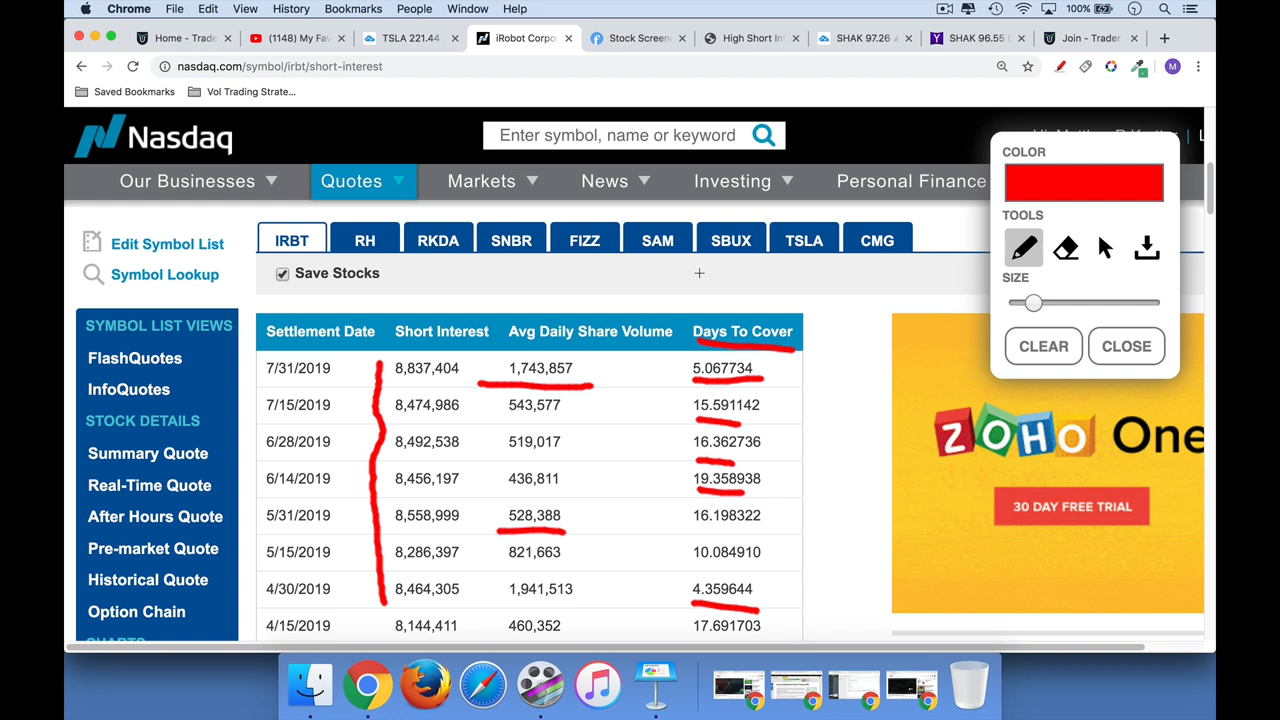 Chrome File Edit View History Bookmarks People Window Help 100%
Home - Trade (1148) My Fav TSLA 221.44 iRobot Corpor Stock Screen High Short Int SHAK 97.26 SHAK 96.55 Join - Trader
nasdaq.com/symbol/irbt/short-interest M
Saved Bookmarks Vol Trading Strate...
Nasdaq Enter symbol, name or keyword
Our Businesses Quotes Markets News Investing Personal Finance
COLOR
TOOLS
SIZE
CLEAR CLOSE
Edit Symbol List
Symbol Lookup
IRBT RH RKDA SNBR FIZZ SAM SBUX TSLA CMG
Save Stocks
SYMBOL LIST VIEWS
FlashQuotes
InfoQuotes
STOCK DETAILS
Summary Quote
Real-Time Quote
After Hours Quote
Pre-market Quote
Historical Quote
Option Chain
CHARTS
Settlement Date Short Interest Avg Daily Share Volume Days To Cover
7/31/2019 8,837,404 1,743,857 5.067734
7/15/2019 8,474,986 543,577 15.591142
6/28/2019 8,492,538 519,017 16.362736
6/14/2019 8,456,197 436,811 19.358938
5/31/2019 8,558,999 528,388 16.198322
5/15/2019 8,286,397 821,663 10.084910
4/30/2019 8,464,305 1,941,513 4.359644
4/15/2019 8,144,411 460,352 17.691703
ZOHO One
30 DAY FREE TRIAL